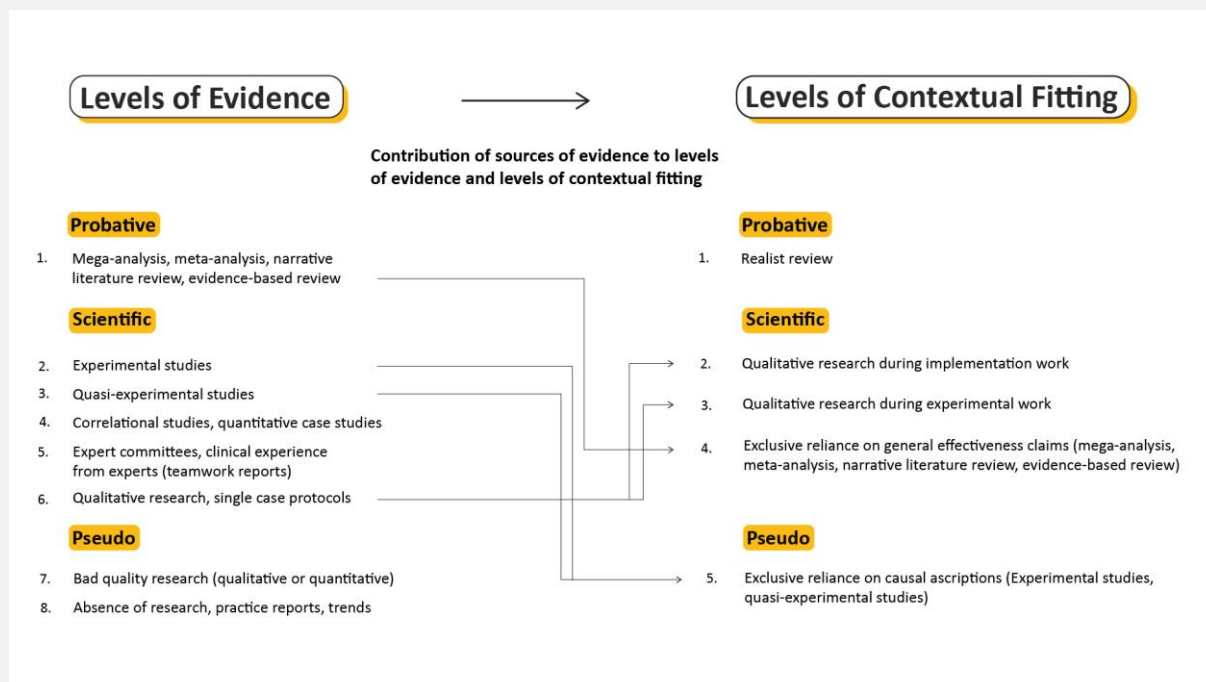 Levels of Evidence
Levels of Contextual Fitting
Contribution of sources of evidence to levels
of evidence and levels of contextual fitting
Probative
1. Mega-analysis, meta-analysis, narrative
literature review, evidence-based review
Scientific
2. Experimental studies
3. Quasi-experimental studies
4. Correlational studies, quantitative case studies
5. Expert committees, clinical experience
from experts (teamwork reports)
6. Qualitative research, single case protocols
Pseudo
7. Bad quality research (qualitative or quantitative)
8. Absence of research, practice reports, trends
Probative
1. Realist review
Scientific
2. Qualitative research during implementation work
3. Qualitative research during experimental work
4. Exclusive reliance on general effectiveness claims (mega-analysis,
meta-analysis, narrative literature review, evidence-based review)
Pseudo
5. Exclusive reliance on causal ascriptions (Experimental studies,
quasi-experimental studies)